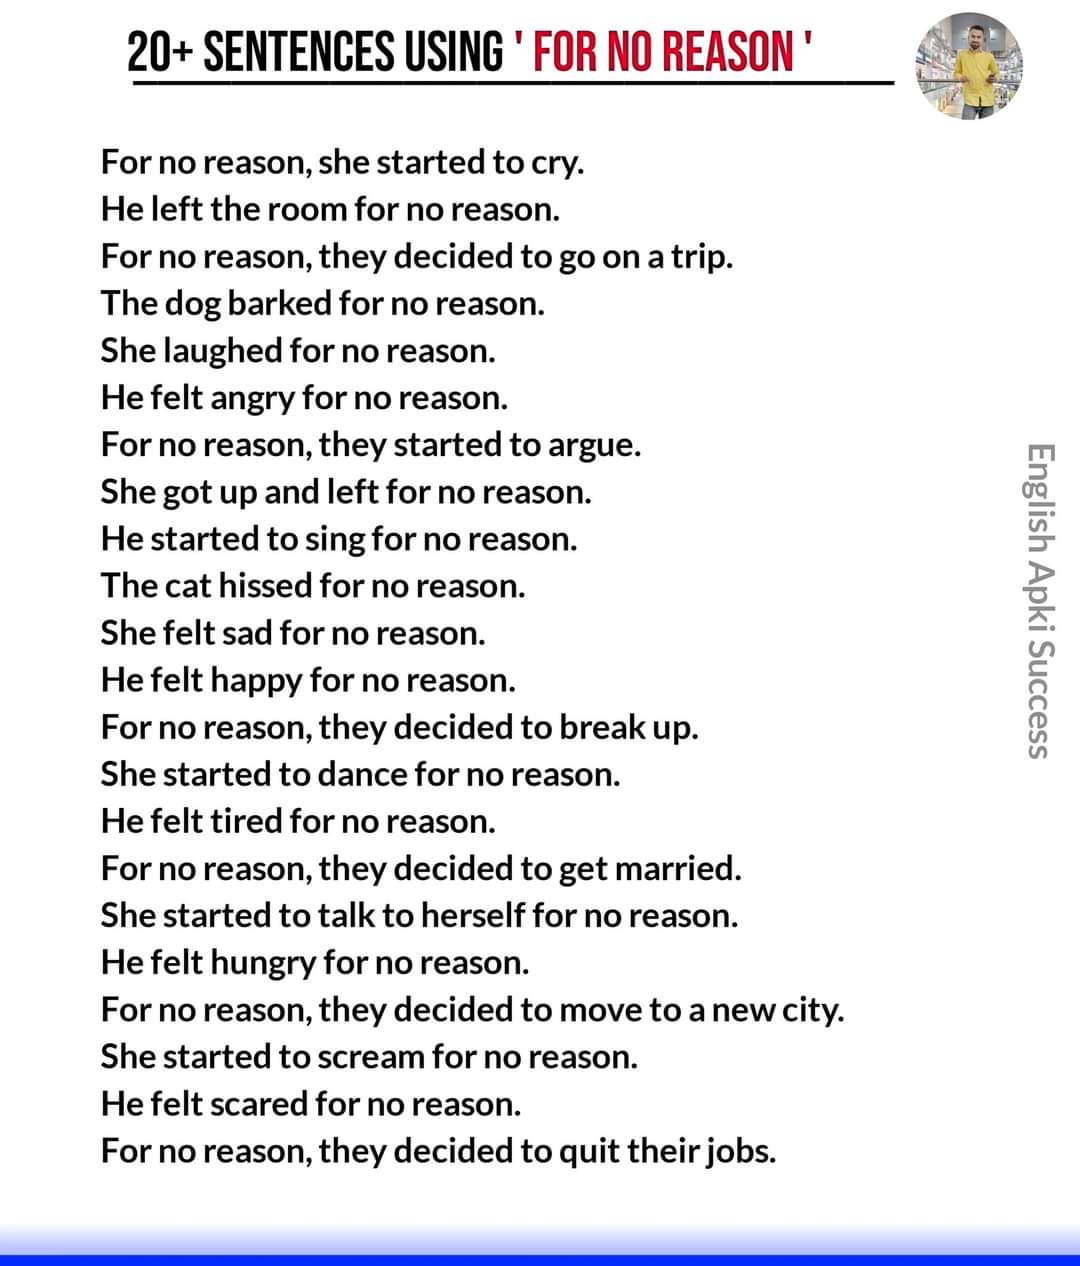 20+ SENTENCES USING ' FOR NO REASON '
For no reason, she started to cry.
He left the room for no reason.
For no reason, they decided to go on a trip.
The dog barked for no reason.
She laughed for no reason.
He felt angry for no reason.
For no reason, they started to argue.
She got up and left for no reason.
He started to sing for no reason.
The cat hissed for no reason.
She felt sad for no reason.
He felt happy for no reason.
For no reason, they decided to break up.
She started to dance for no reason.
He felt tired for no reason.
For no reason, they decided to get married.
She started to talk to herself for no reason.
He felt hungry for no reason.
For no reason, they decided to move to a new city.
She started to scream for no reason.
He felt scared for no reason.
For no reason, they decided to quit their jobs.
English Apki Success